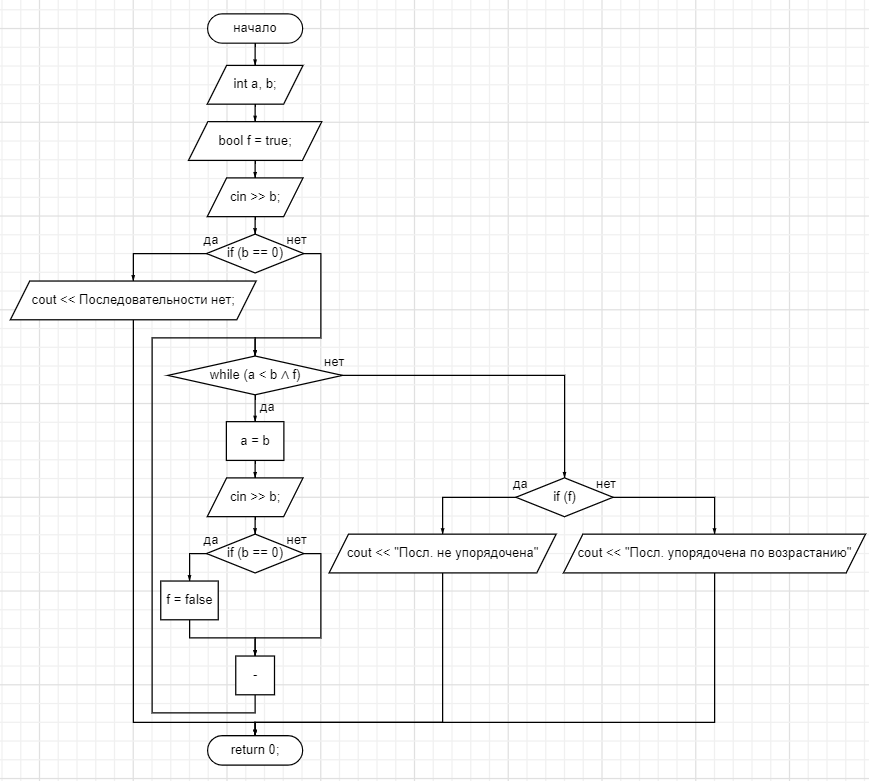 начало
int a, b;
bool f = true;
cin >> b;
да
нет
if (b == 0)
cout << Последовательности нет;
нет
while (a < b ∧ f)
да
a = b
cin >> b;
да
нет
if (b == 0)
f = false
-
да
нет
if (f)
cout << "Посл. не упорядочена"
cout << "Посл. упорядочена по возрастанию"
return 0;